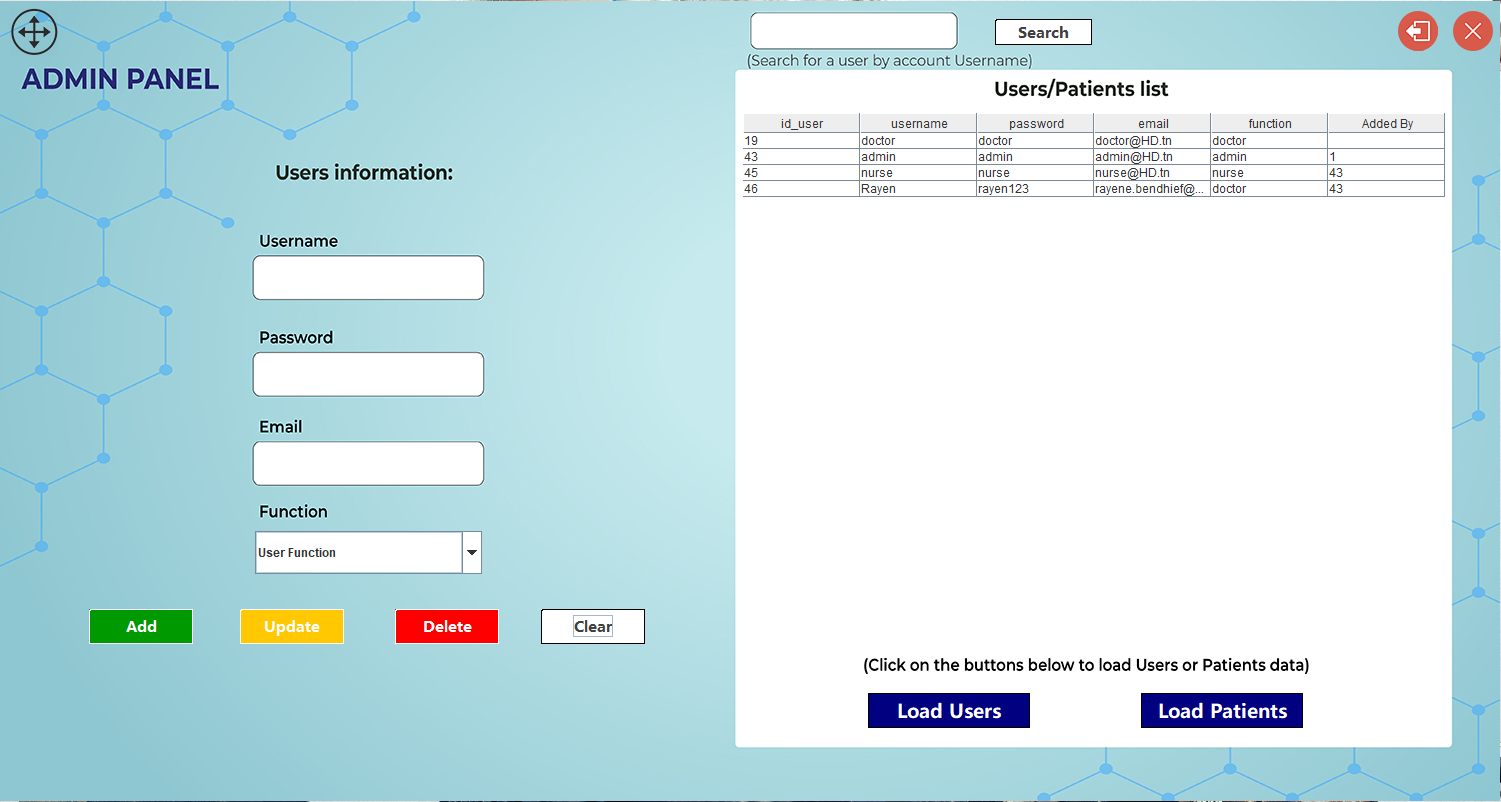 ADMIN PANEL
Search
(Search for a user by account Username)
Users/Patients list
id_user username password email function Added By
19 doctor doctor doctor@HD.tn doctor
43 admin admin admin@HD.tn admin 1
45 nurse nurse nurse@HD.tn nurse 43
46 Rayen rayen123 rayene.bendhief@... doctor 43
Users information:
Username
Password
Email
Function
User Function
Add Update Delete Clear
(Click on the buttons below to load Users or Patients data)
Load Users Load Patients